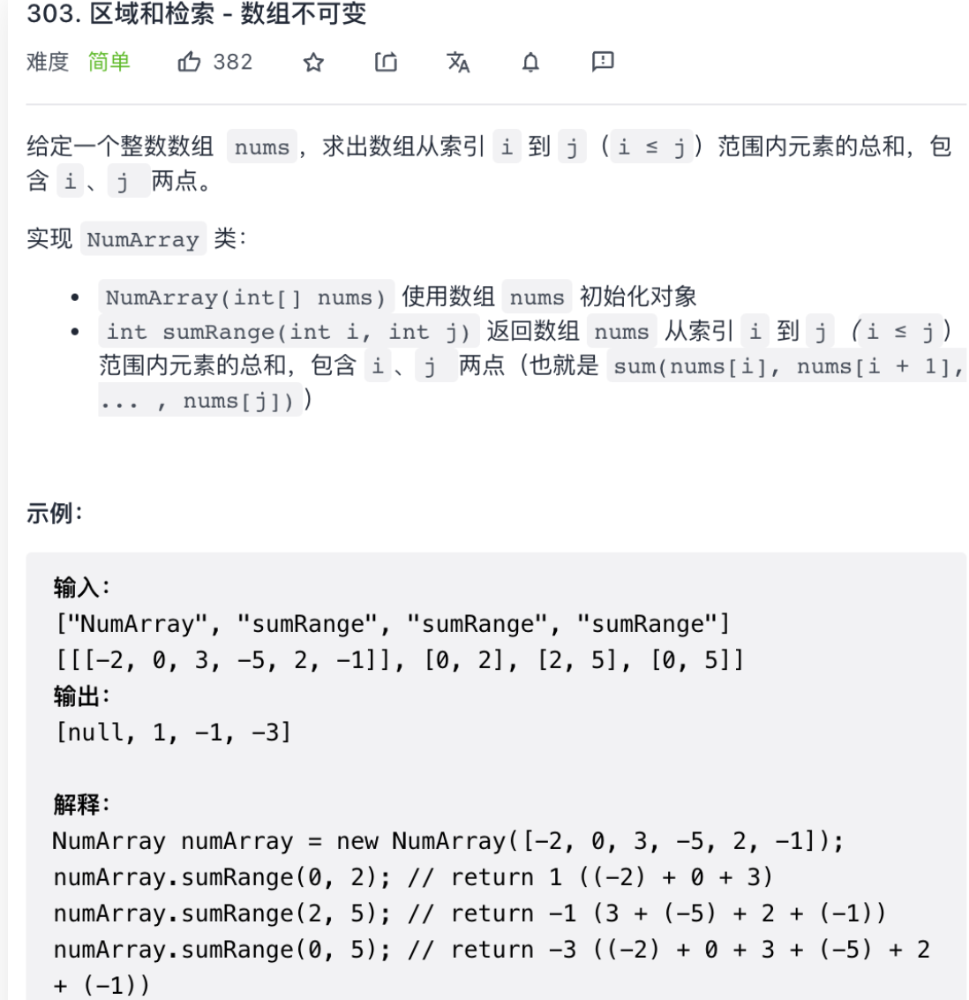 303. 区域和检索 - 数组不可变
难度 简单 382
给定一个整数数组 nums，求出数组从索引 i 到 j（i ≤ j）范围内元素的总和，包
含 i、j 两点。
实现 NumArray 类：
• NumArray(int[] nums) 使用数组 nums 初始化对象
• int sumRange(int i, int j) 返回数组 nums 从索引 i 到 j（i ≤ j）
范围内元素的总和，包含 i、j 两点（也就是 sum(nums[i], nums[i + 1],
... , nums[j])）
示例：
输入：
["NumArray", "sumRange", "sumRange", "sumRange"]
[[[-2, 0, 3, -5, 2, -1]], [0, 2], [2, 5], [0, 5]]
输出：
[null, 1, -1, -3]
解释：
NumArray numArray = new NumArray([-2, 0, 3, -5, 2, -1]);
numArray.sumRange(0, 2); // return 1 ((-2) + 0 + 3)
numArray.sumRange(2, 5); // return -1 (3 + (-5) + 2 + (-1))
numArray.sumRange(0, 5); // return -3 ((-2) + 0 + 3 + (-5) + 2
+ (-1))